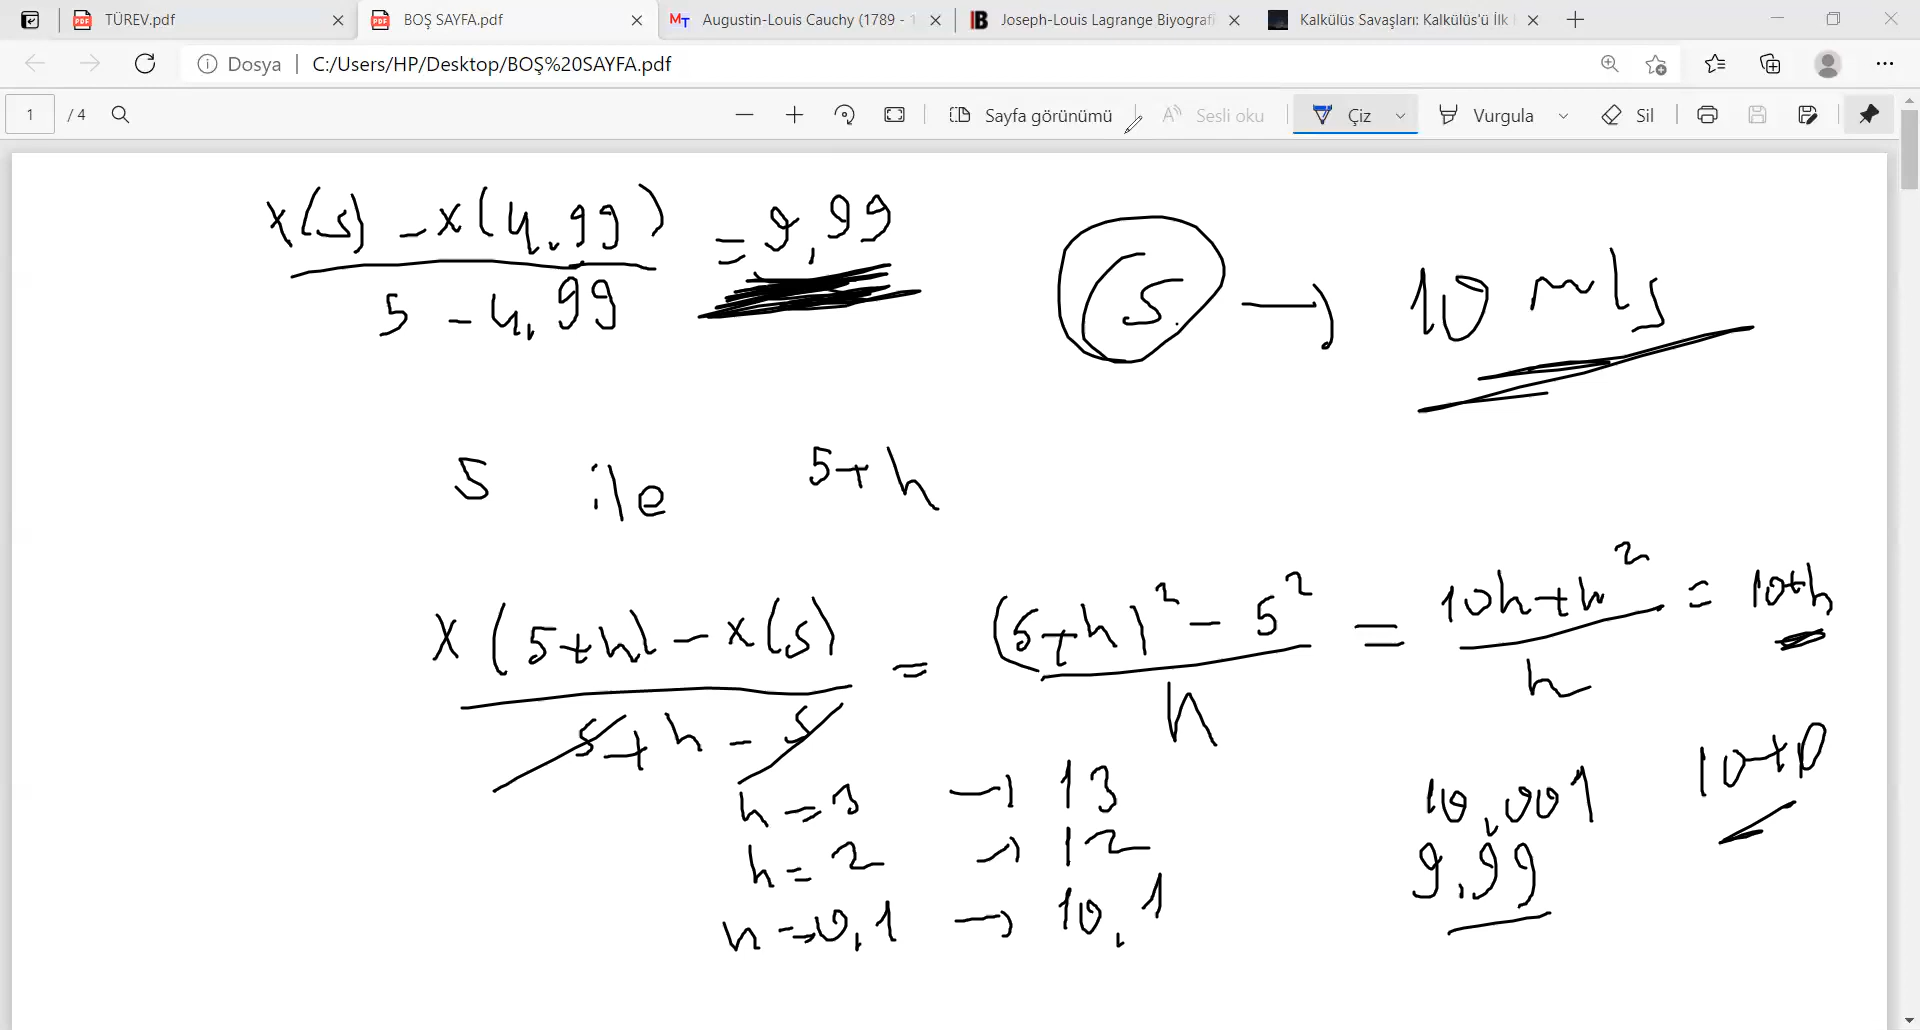 TÜREV.pdf
BOŞ SAYFA.pdf
Augustin-Louis Cauchy (1789 - 1
Joseph-Louis Lagrange Biyografi
Kalkülüs Savaşları: Kalkülüs'ü İlk
Dosya | C:/Users/HP/Desktop/BOŞ%20SAYFA.pdf
1 / 4
Sayfa görünümü
Sesli oku
Çiz
Vurgula
Sil
x(5) - x(4,99) / 5 - 4,99 = 9,99
5 → 10 m/s
5 ile 5+h
x(5+h) - x(5) / 5+h-5 = (5+h)² - 5² / h = 10h+h² / h = 10+h
h=3 → 13
h=2 → 12
h→0,1 → 10,1
10,001
9,99
10+0